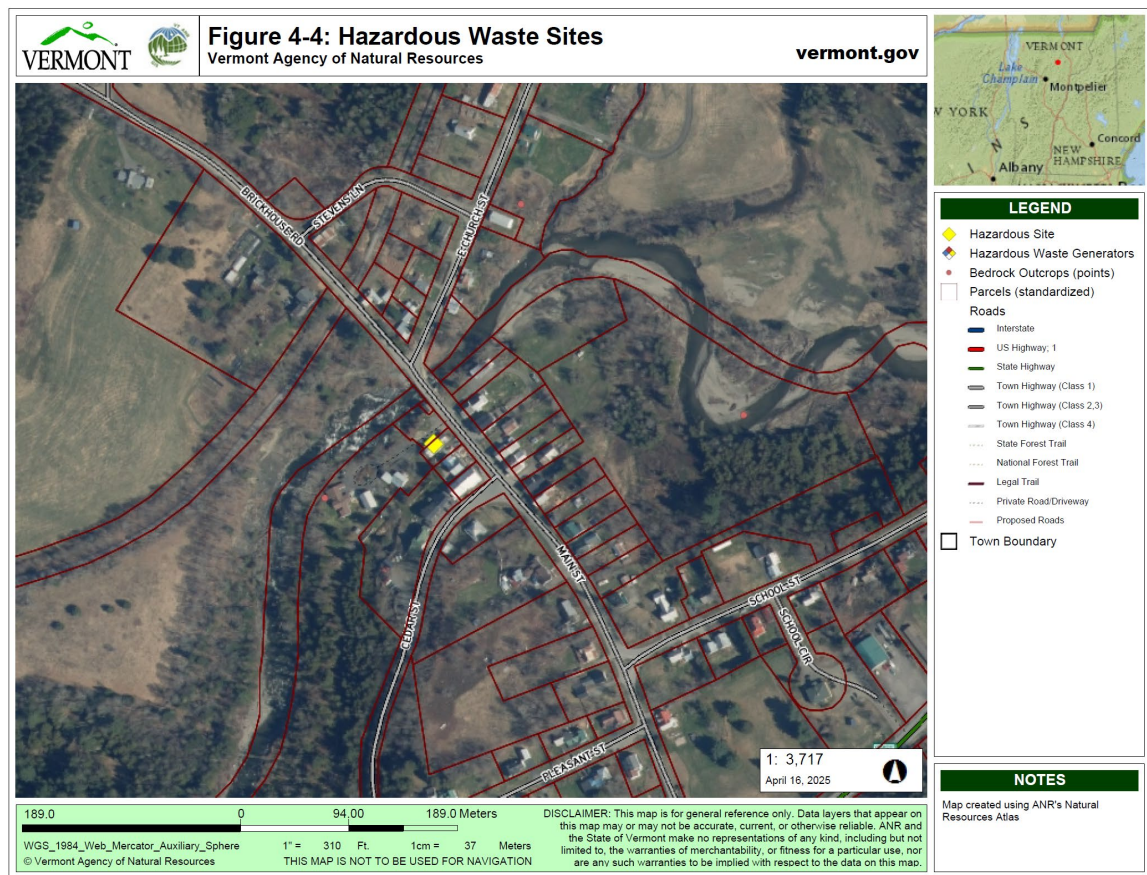 VERMONT
Figure 4-4: Hazardous Waste Sites
Vermont Agency of Natural Resources
vermont.gov
VERMONT
Lake
Champlain
Montpelier
W YORK
Concord
NEW
HAMPSHIRE
Albany
BRICKHOUSE RD
STEVENS LN
E CHURCH ST
MAIN ST
CEDAR ST
SCHOOL ST
SCHOOL CIR
PLEASANT ST
1: 3,717
April 16, 2025
LEGEND
Hazardous Site
Hazardous Waste Generators
Bedrock Outcrops (points)
Parcels (standardized)
Roads
Interstate
US Highway; 1
State Highway
Town Highway (Class 1)
Town Highway (Class 2,3)
Town Highway (Class 4)
State Forest Trail
National Forest Trail
Legal Trail
Private Road/Driveway
Proposed Roads
Town Boundary
NOTES
Map created using ANR's Natural
Resources Atlas
189.0 0 94.00 189.0 Meters
WGS_1984_Web_Mercator_Auxiliary_Sphere
© Vermont Agency of Natural Resources
1" = 310 Ft. 1cm = 37 Meters
THIS MAP IS NOT TO BE USED FOR NAVIGATION
DISCLAIMER: This map is for general reference only. Data layers that appear on
this map may or may not be accurate, current, or otherwise reliable. ANR and
the State of Vermont make no representations of any kind, including but not
limited to, the warranties of merchantability, or fitness for a particular use, nor
are any such warranties to be implied with respect to the data on this map.